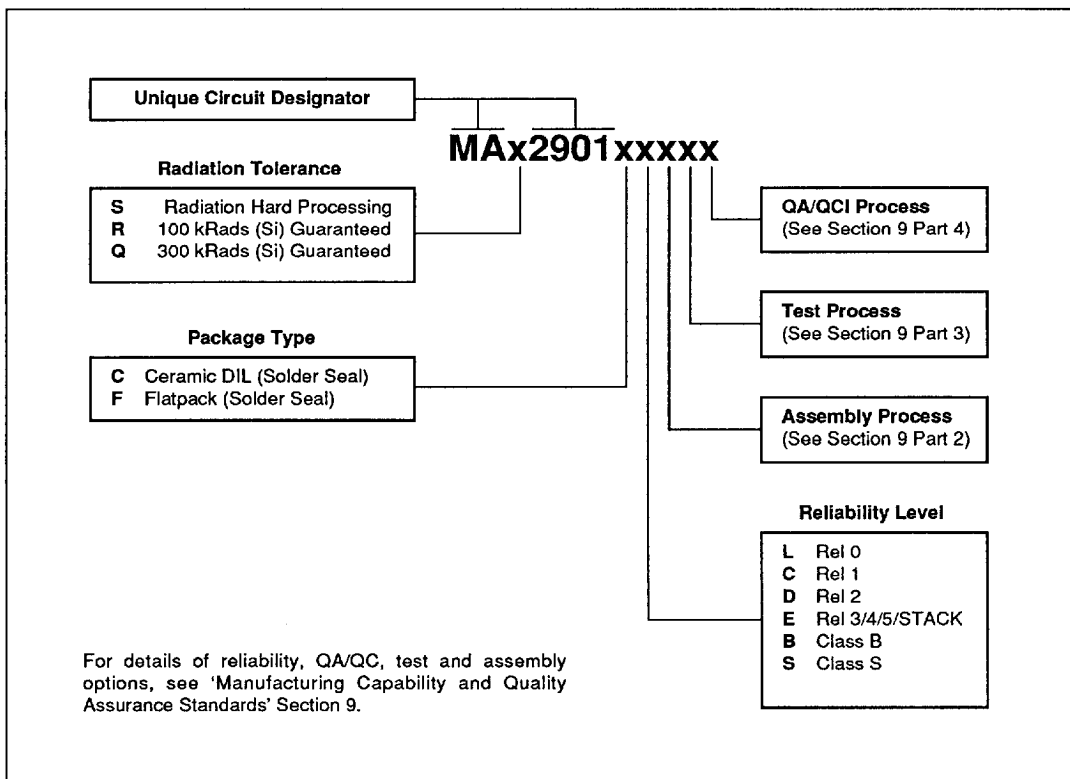 Unique Circuit Designator
MAx2901xxxxx
Radiation Tolerance
S Radiation Hard Processing
R 100 kRads (Si) Guaranteed
Q 300 kRads (Si) Guaranteed
Package Type
C Ceramic DIL (Solder Seal)
F Flatpack (Solder Seal)
QA/QCI Process
(See Section 9 Part 4)
Test Process
(See Section 9 Part 3)
Assembly Process
(See Section 9 Part 2)
Reliability Level
L Rel 0
C Rel 1
D Rel 2
E Rel 3/4/5/STACK
B Class B
S Class S
For details of reliability, QA/QC, test and assembly
options, see ‘Manufacturing Capability and Quality
Assurance Standards’ Section 9.